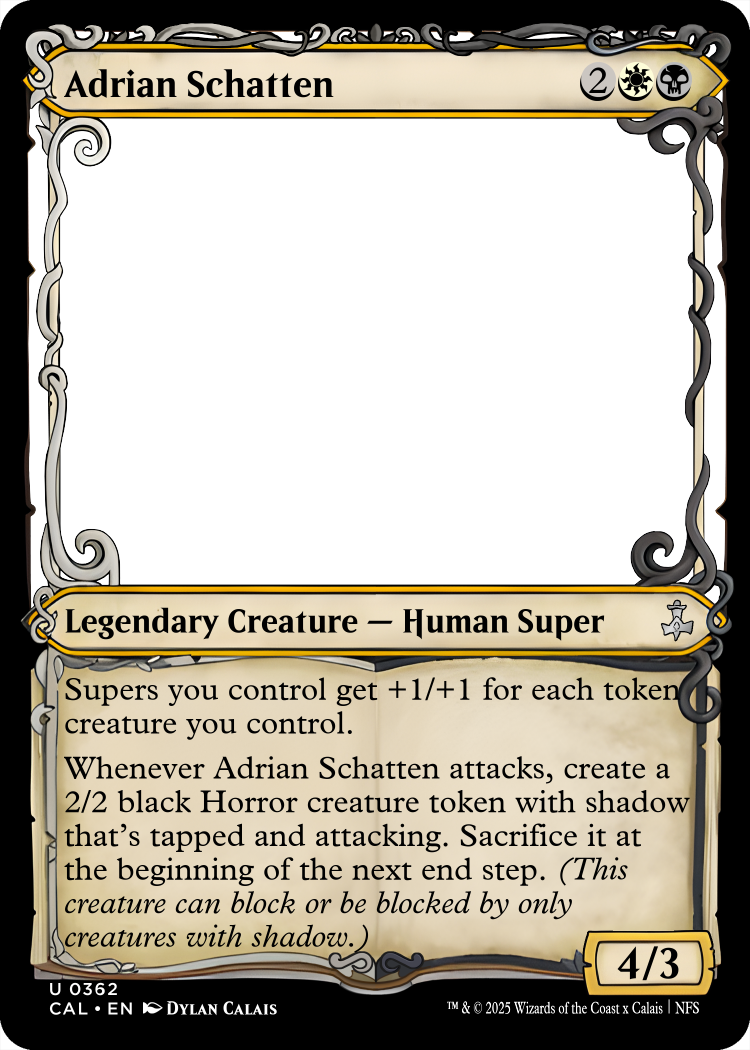 Adrian Schatten 2
Legendary Creature — Human Super
Supers you control get +1/+1 for each token
creature you control.
Whenever Adrian Schatten attacks, create a
2/2 black Horror creature token with shadow
that's tapped and attacking. Sacrifice it at
the beginning of the next end step. (This
creature can block or be blocked by only
creatures with shadow.)
4/3
U 0362
CAL • EN DYLAN CALAIS
™ & © 2025 Wizards of the Coast x Calais | NFS